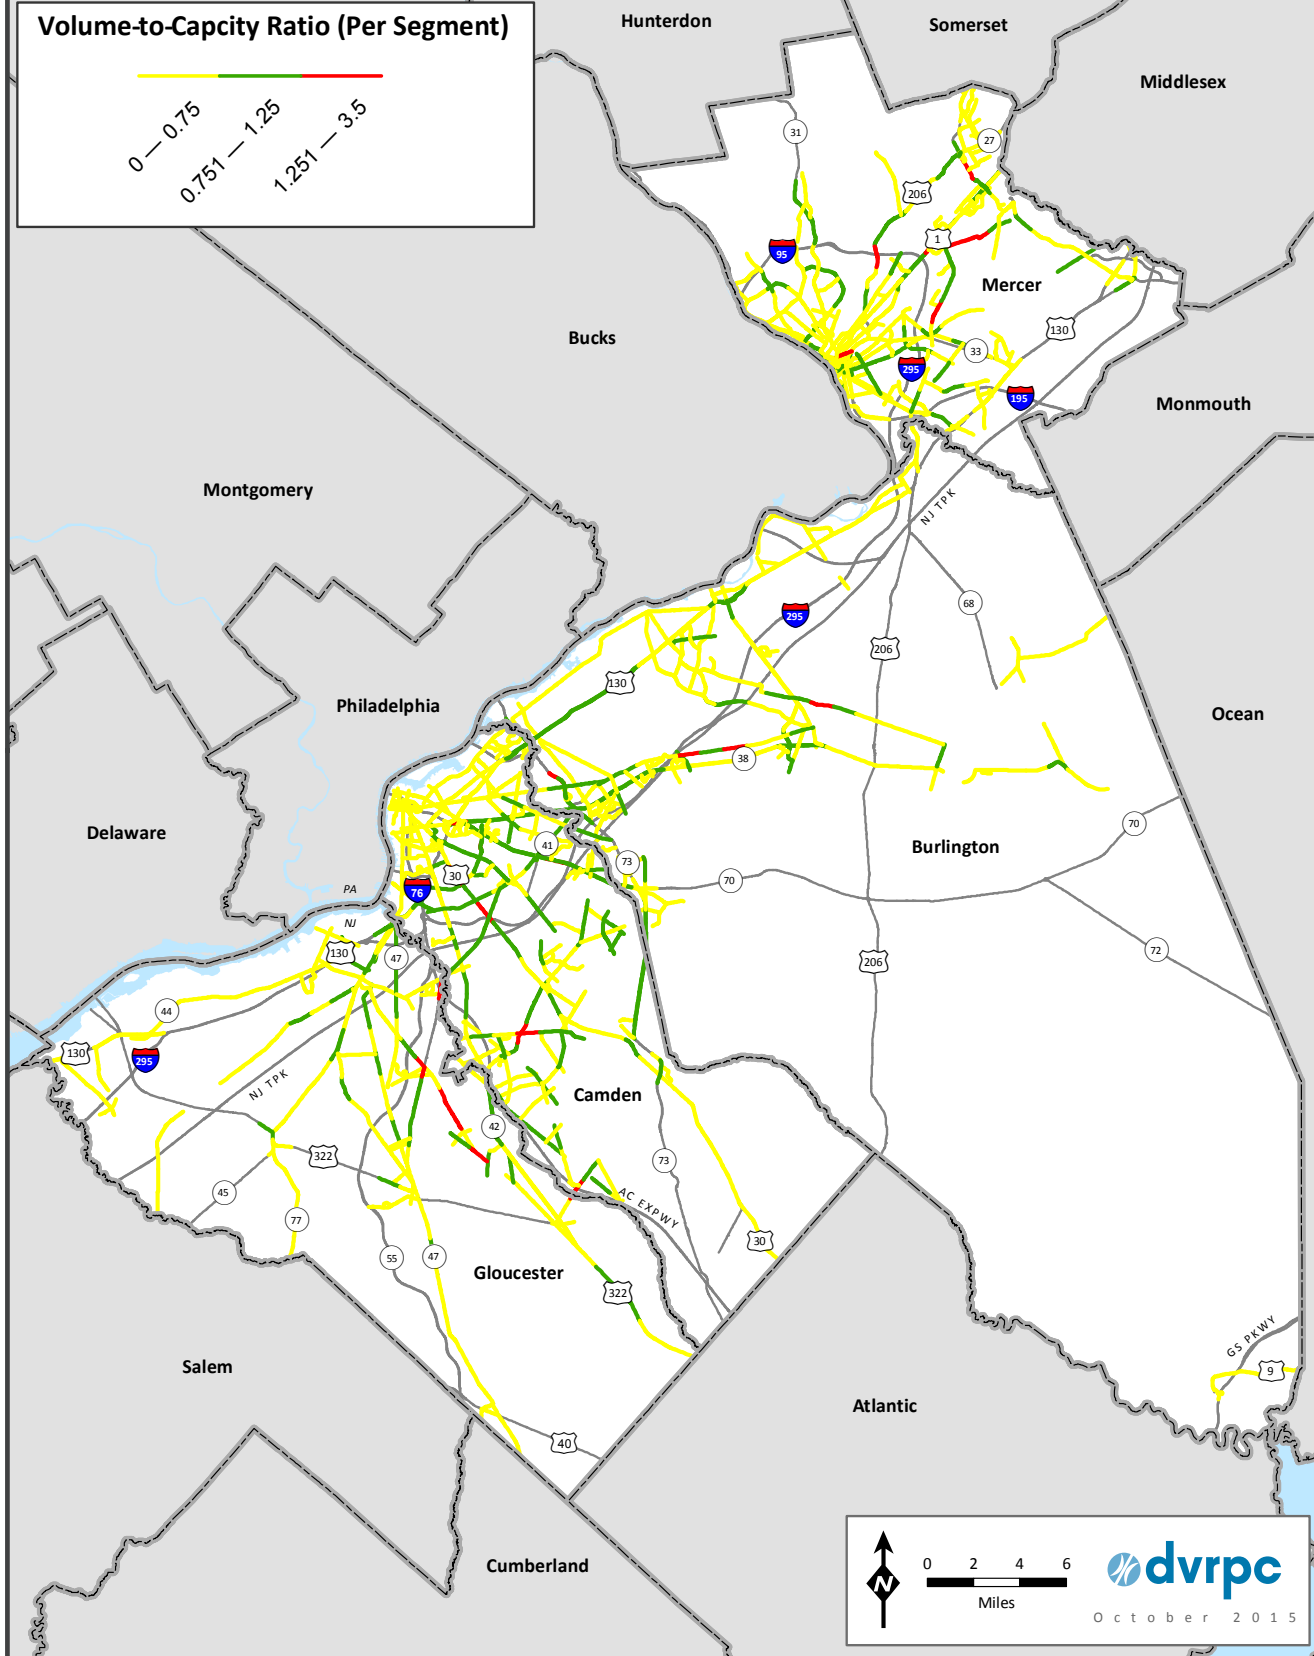 Volume-to-Capcity Ratio (Per Segment)
0 — 0.75
0.751 — 1.25
1.251 — 3.5
Hunterdon
Somerset
Middlesex
31
27
206
1
95
Mercer
Bucks
130
33
295
195
Monmouth
Montgomery
NJ TPK
68
295
206
130
Philadelphia
Ocean
38
Delaware
70
41
Burlington
73
30
70
76
PA
NJ
72
130
47
206
44
130
295
NJ TPK
Camden
42
322
73
45
AC EXPWY
77
30
55
47
Gloucester
322
GS PKWY
Salem
9
Atlantic
40
Cumberland
N
0 2 4 6
Miles
dvrpc
October 2015